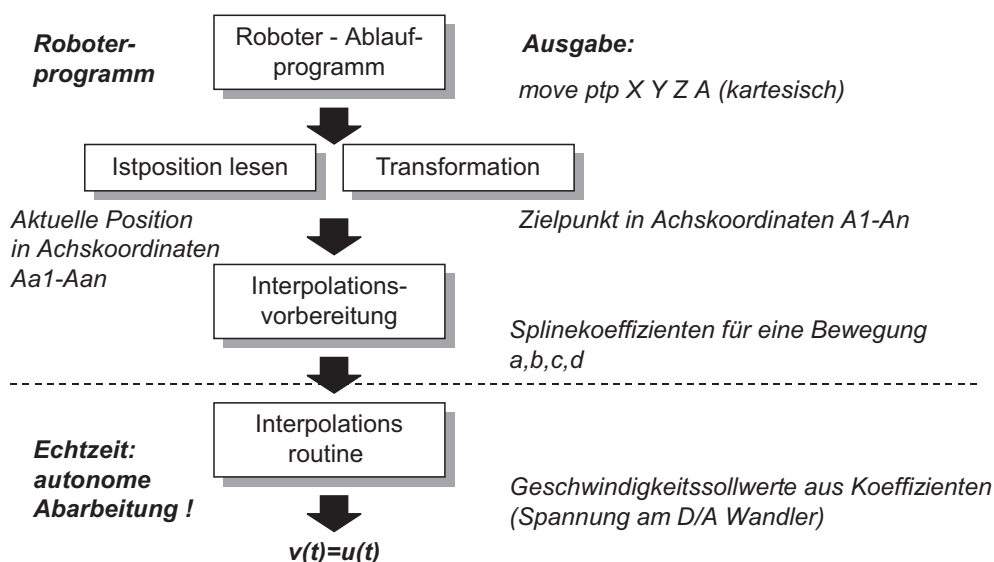 Roboter-
programm
Roboter - Ablauf-
programm
Ausgabe:
move ptp X Y Z A (kartesisch)
Istposition lesen
Transformation
Aktuelle Position
in Achskoordinaten
Aa1-Aan
Zielpunkt in Achskoordinaten A1-An
Interpolations-
vorbereitung
Splinekoeffizienten für eine Bewegung
a,b,c,d
Echtzeit:
autonome
Abarbeitung !
Interpolations
routine
Geschwindigkeitssollwerte aus Koeffizienten
(Spannung am D/A Wandler)
v(t)=u(t)